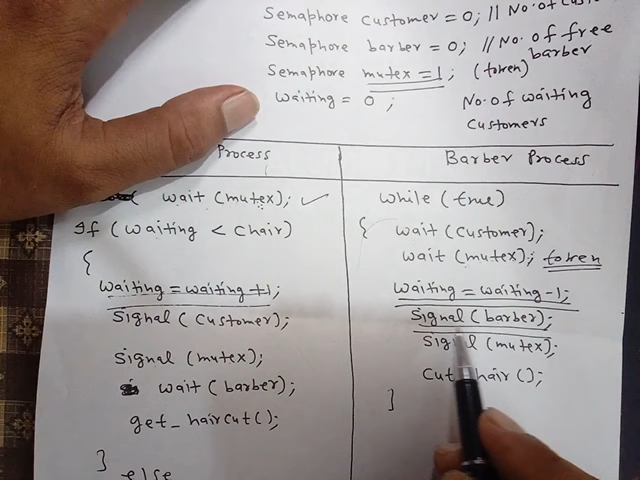 Semaphore customer = 0; // No. of
Semaphore barber = 0; // No. of free
barber
Semaphore mutex = 1; (token)
Waiting = 0; No. of waiting
Customers
Process
wait (mutex); ✓
If (waiting < chair)
{
waiting = waiting + 1;
Signal (customer);
Signal (mutex);
wait (barber);
get_haircut();
}
else
Barber Process
while (true)
{ wait (customer);
wait (mutex); token
waiting = waiting - 1;
Signal (barber);
(mutex);
hair ();
}